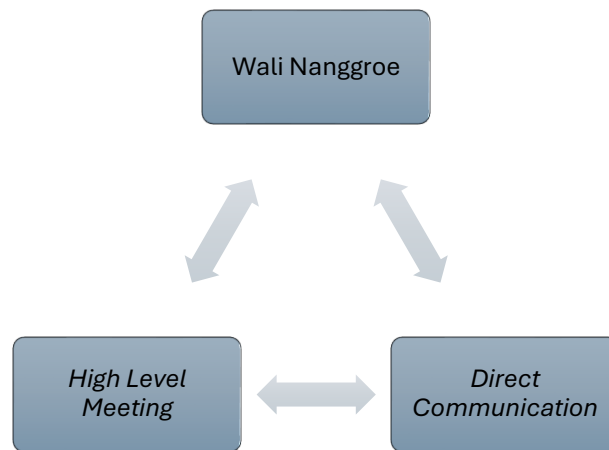 Wali Nanggroe
High Level
Meeting
Direct
Communication